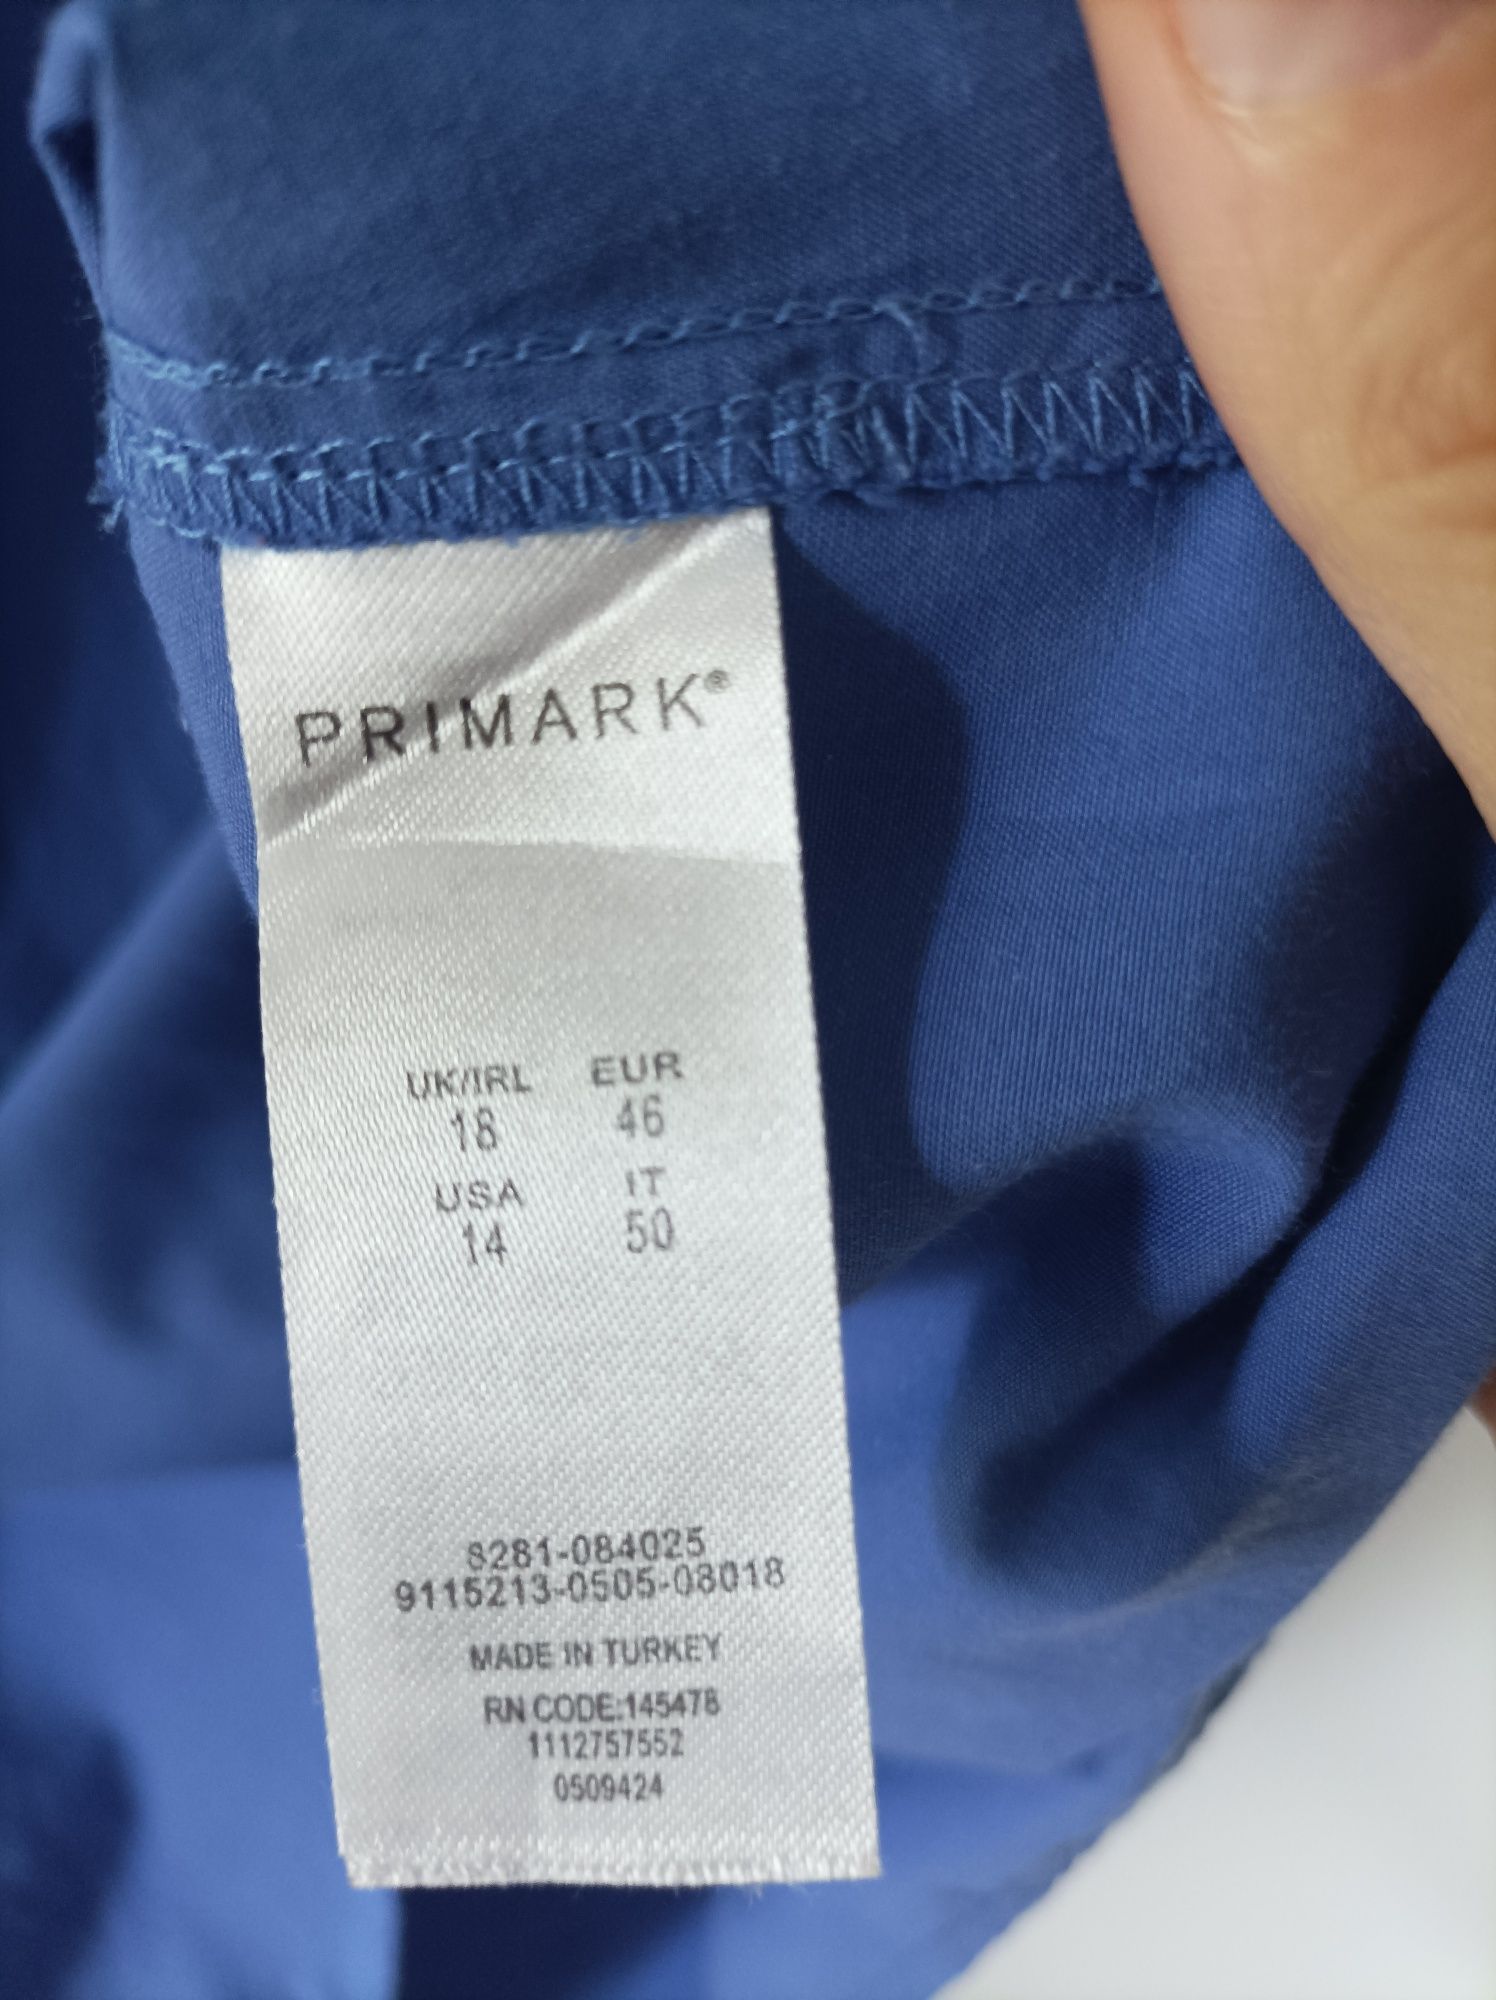 PRIMARK®
UK/IRL EUR
18 46
USA IT
14 50
8281-084025
9115213-0505-08018
MADE IN TURKEY
RN CODE:145478
1112757552
0509424